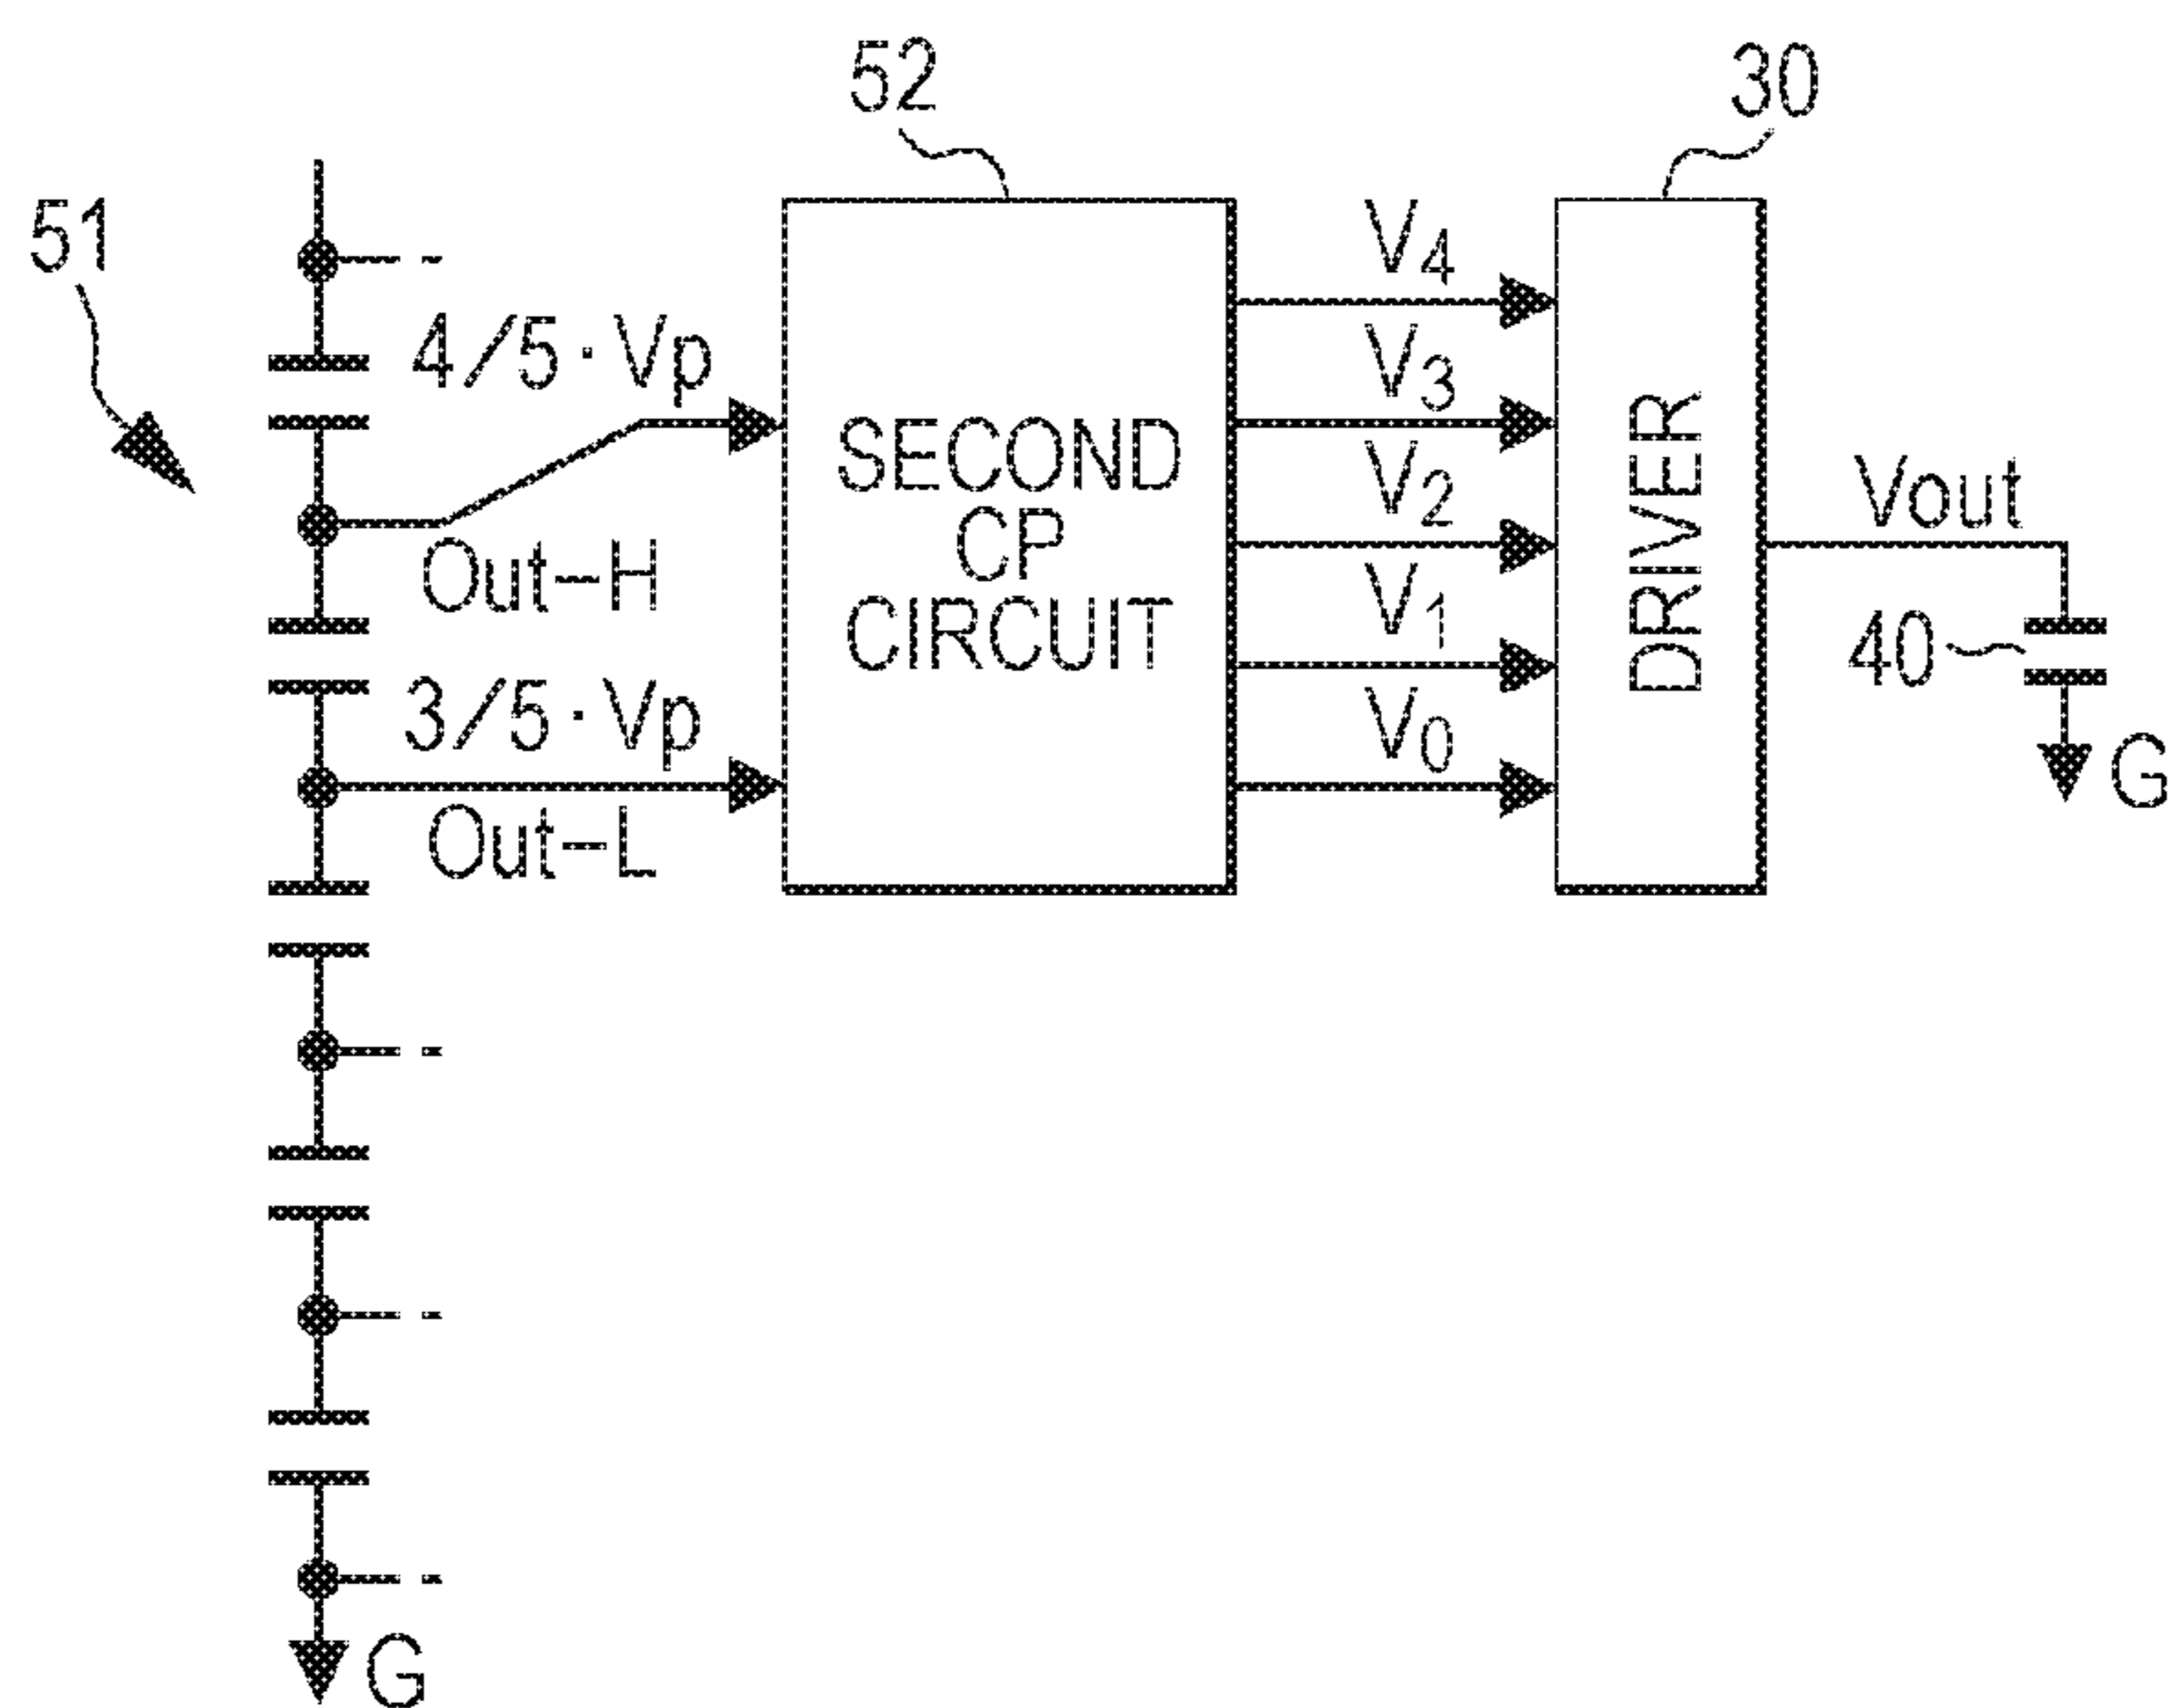 52
30
51
V4
4/5·Vp
V3
SECOND
CP
CIRCUIT
V2
DRIVER
Vout
Out-H
V1
40
3/5·Vp
V0
G
Out-L
G